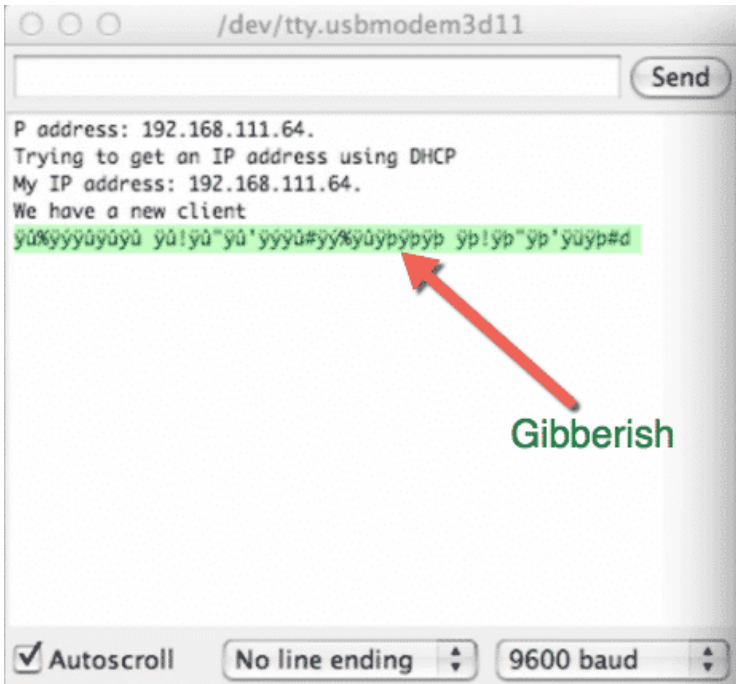 /dev/tty.usbmodem3d11
Send
P address: 192.168.111.64.
Trying to get an IP address using DHCP
My IP address: 192.168.111.64.
We have a new client
Gibberish
Autoscroll
No line ending
9600 baud